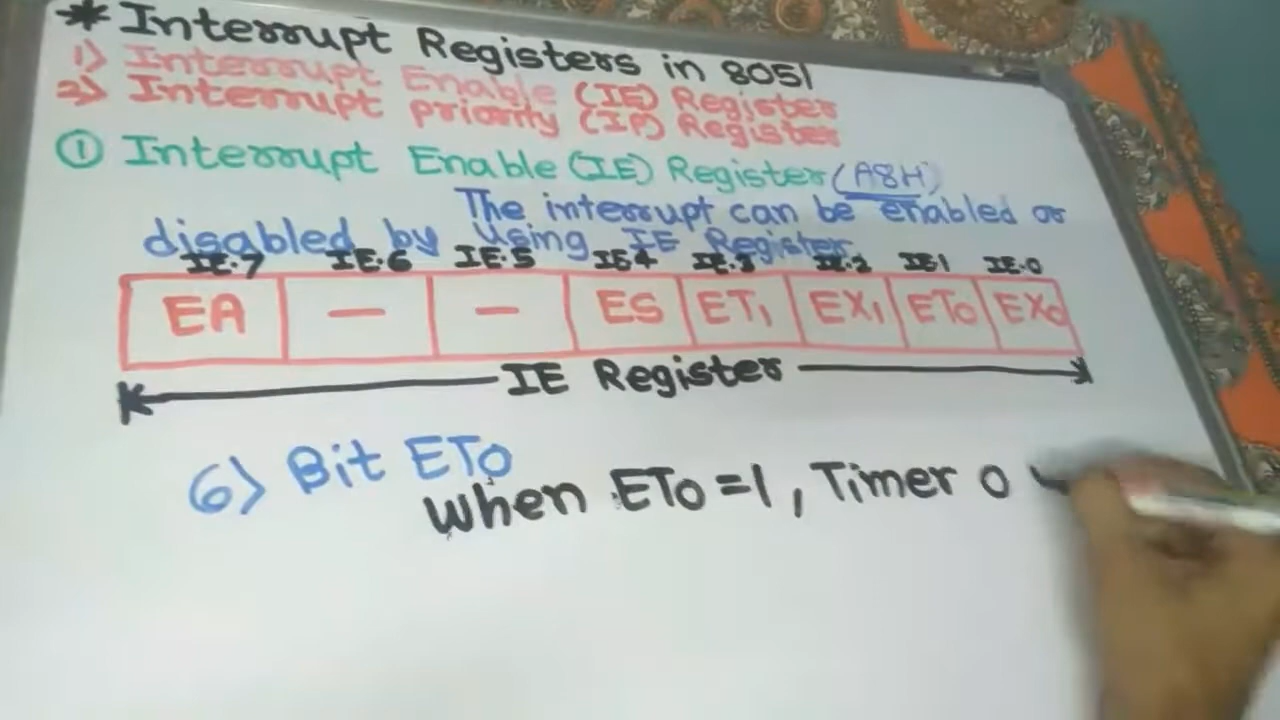 * Interrupt Registers in 8051
1) Interrupt Enable (IE) Register
2) Interrupt priority (IP) Register
① Interrupt Enable (IE) Register (A8H)
The interrupt can be enabled or
disabled by using IE Register
IE.7 IE.6 IE.5 IE.4 IE.3 IE.2 IE.1 IE.0
EA — — ES ET1 EX1 ET0 EX0
IE Register
6) Bit ET0
When ET0 = 1, Timer 0